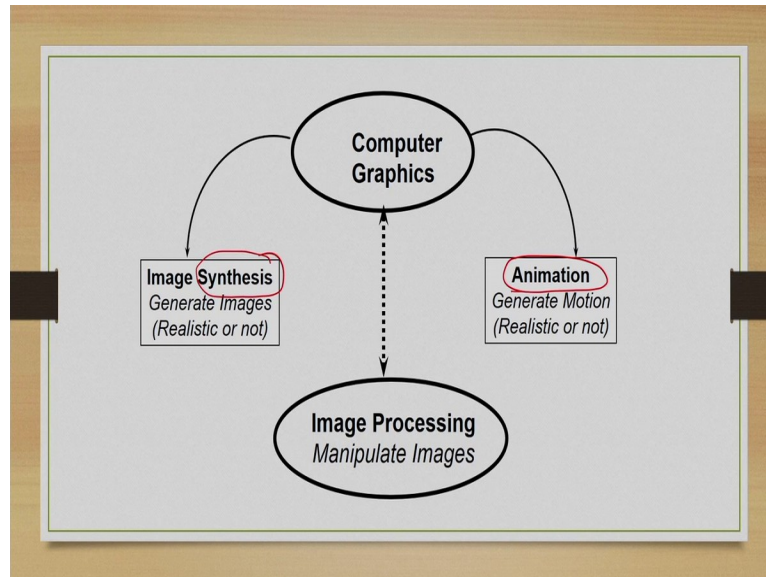 Computer
Graphics
Image Synthesis
Generate Images
(Realistic or not)
Animation
Generate Motion
(Realistic or not)
Image Processing
Manipulate Images